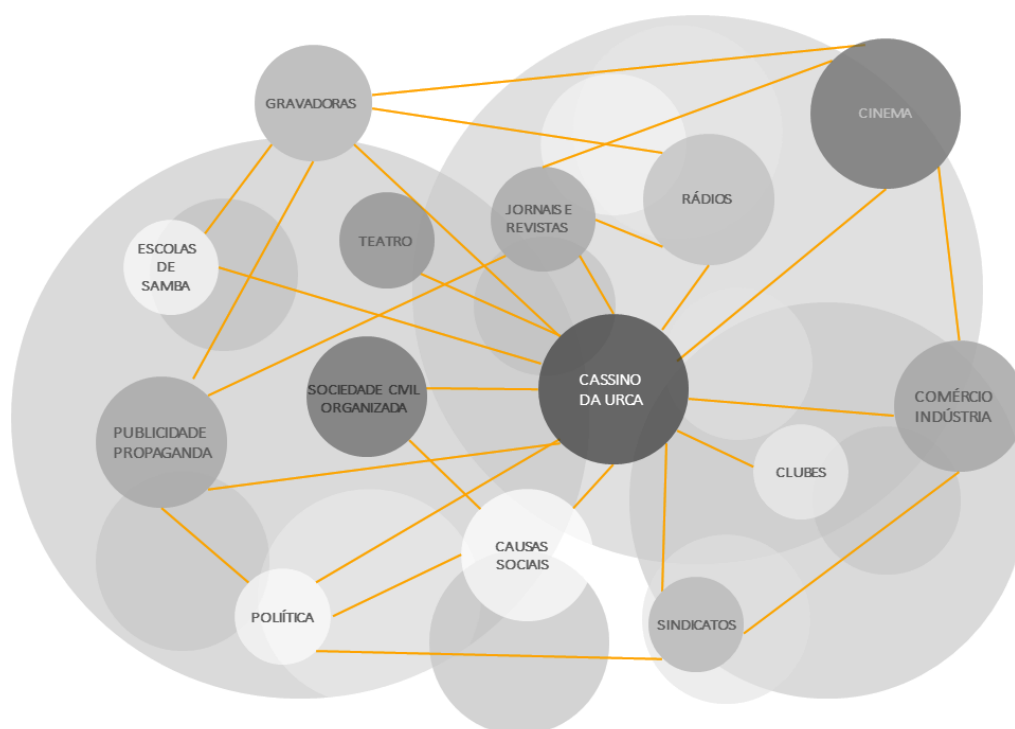 GRAVADORAS
CINEMA
JORNAIS E
REVISTAS
RÁDIOS
TEATRO
ESCOLAS
DE
SAMBA
CASSINO
DA URCA
SOCIEDADE CIVIL
ORGANIZADA
COMÉRCIO
INDÚSTRIA
PUBLICIDADE
PROPAGANDA
CLUBES
CAUSAS
SOCIAIS
POLIÍTICA
SINDICATOS